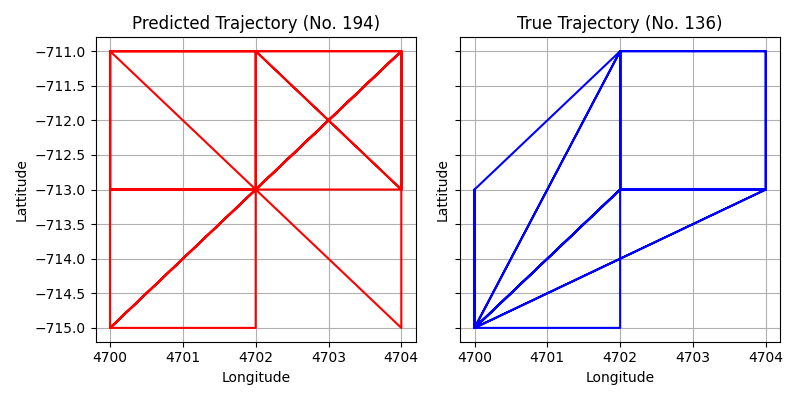 Predicted Trajectory (No. 194)
True Trajectory (No. 136)
−711.0
−711.5
−712.0
−712.5
−713.0
−713.5
−714.0
−714.5
−715.0
Lattitude
Lattitude
4700 4701 4702 4703 4704
4700 4701 4702 4703 4704
Longitude
Longitude